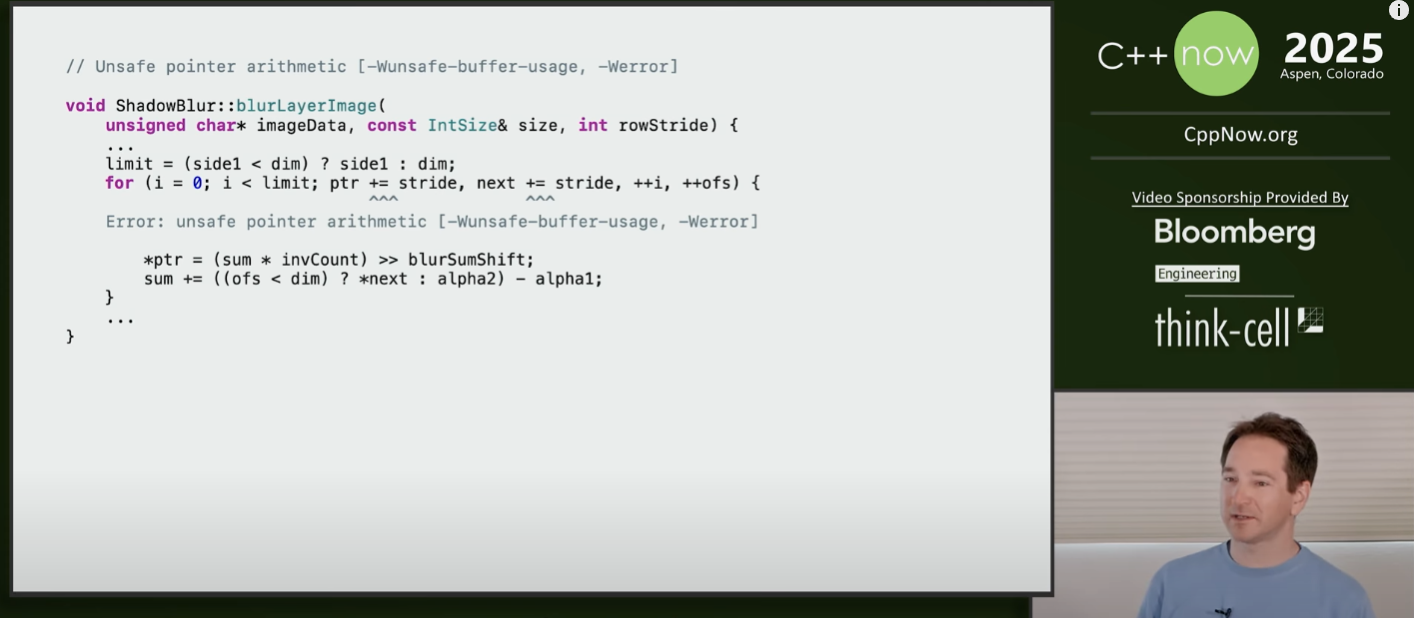 // Unsafe pointer arithmetic [-Wunsafe-buffer-usage, -Werror]
void ShadowBlur::blurLayerImage(
unsigned char* imageData, const IntSize& size, int rowStride) {
...
limit = (side1 < dim) ? side1 : dim;
for (i = 0; i < limit; ptr += stride, next += stride, ++i, ++ofs) {
^^^ ^^^
Error: unsafe pointer arithmetic [-Wunsafe-buffer-usage, -Werror]
*ptr = (sum * invCount) >> blurSumShift;
sum += ((ofs < dim) ? *next : alpha2) - alpha1;
}
...
}
i
C++ now 2025
Aspen, Colorado
CppNow.org
Video Sponsorship Provided By
Bloomberg
Engineering
think-cell